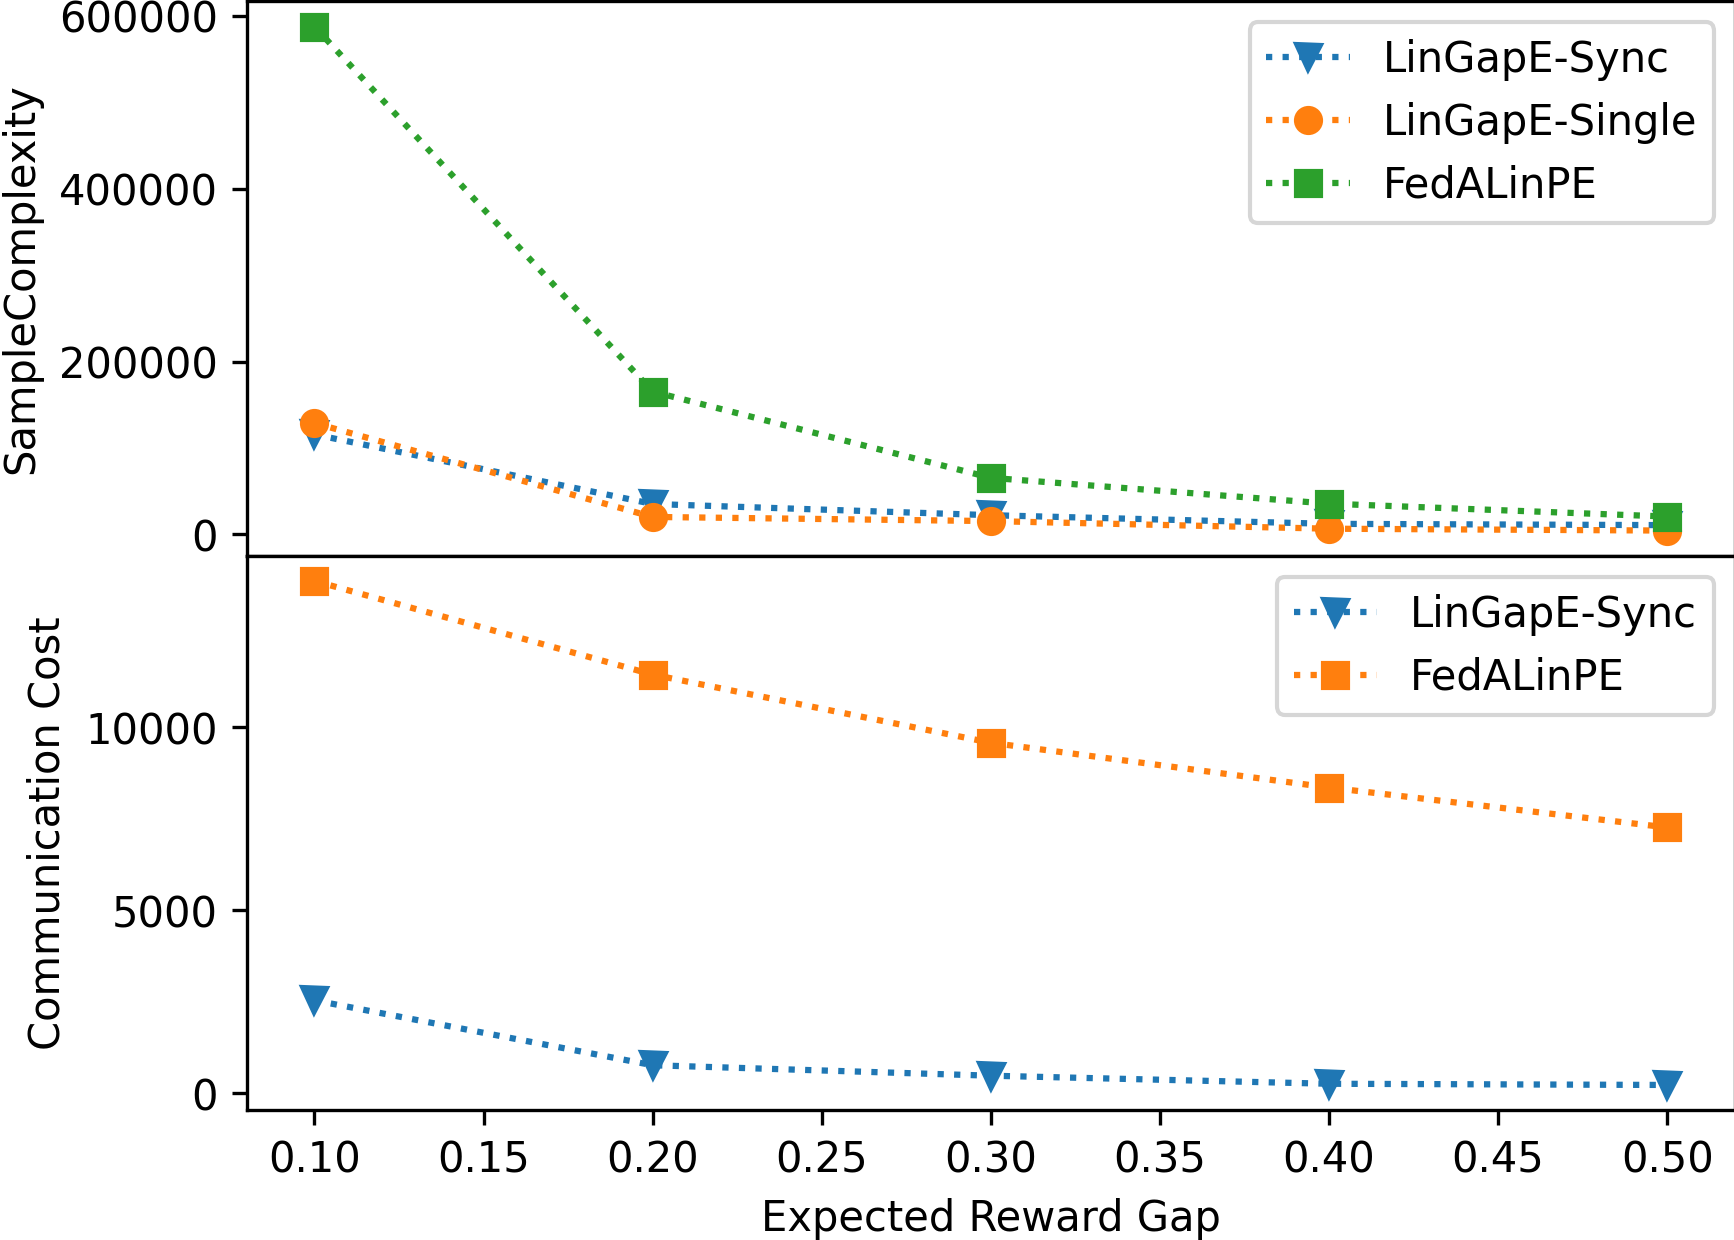 600000
400000
200000
0
SampleComplexity
LinGapE-Sync
LinGapE-Single
FedALinPE
10000
5000
0
Communication Cost
LinGapE-Sync
FedALinPE
0.10 0.15 0.20 0.25 0.30 0.35 0.40 0.45 0.50
Expected Reward Gap